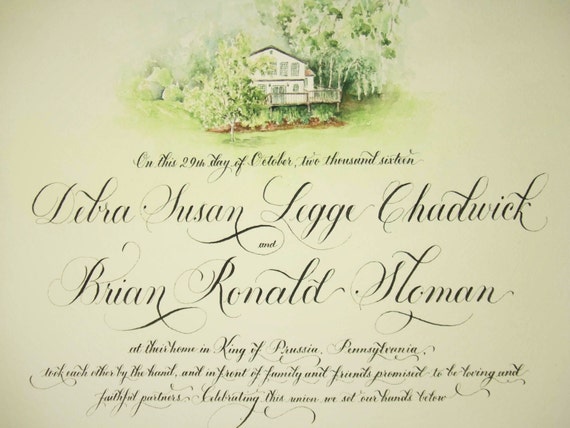 On this 29th day of October, two thousand sixteen
Debra Susan Legge Chadwick
and
Brian Ronald Sloman
at their home in King of Prussia, Pennsylvania,
took each other by the hand, and in front of family and friends promised to be loving and
faithful partners. Celebrating this union we set our hands below